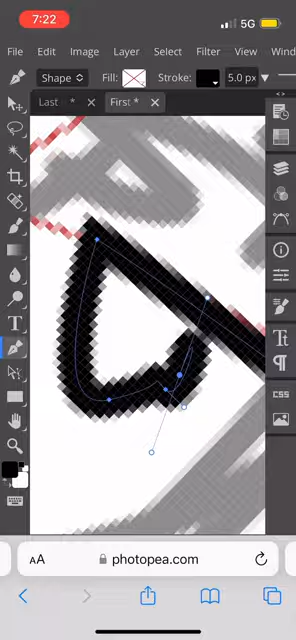 7:22
5G
File Edit Image Layer Select Filter View Wind
Shape Fill: Stroke: 5.0 px
Last · * First *
T
Tt
¶
CSS
AA photopea.com